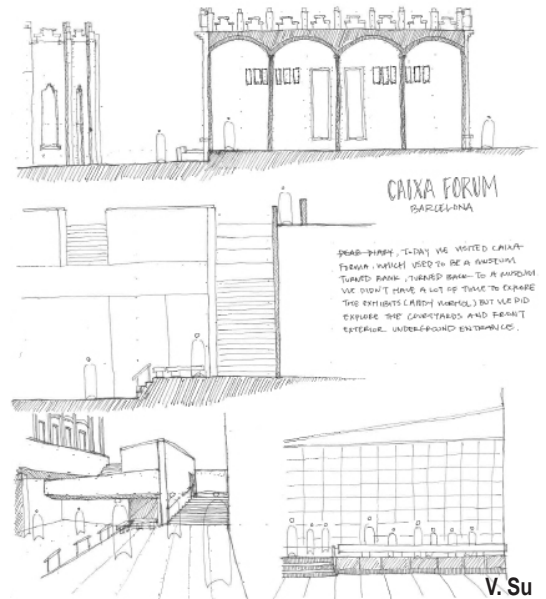 CAIXA FORUM
BARCELONA
DEAR DIARY, TODAY WE VISITED CAIXA
FORUM, WHICH USED TO BE A MUSEUM
TURNED BANK, TURNED BACK TO A MUSEUM.
WE DIDN'T HAVE A LOT OF TIME TO EXPLORE
THE EXHIBITS (ANDY WARHOL) BUT WE DID
EXPLORE THE COURTYARDS AND FRONT
EXTERIOR UNDERGROUND ENTRANCE.
V. Su